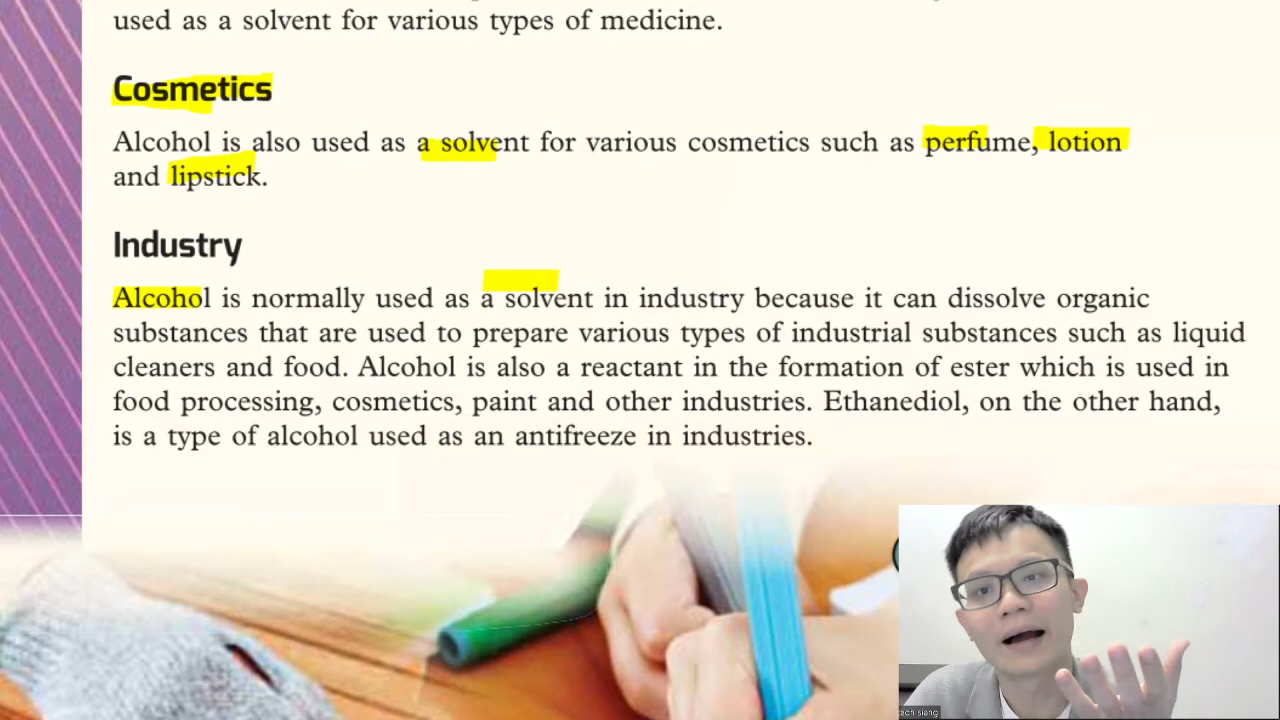 used as a solvent for various types of medicine.
Cosmetics
Alcohol is also used as a solvent for various cosmetics such as perfume, lotion
and lipstick.
Industry
Alcohol is normally used as a solvent in industry because it can dissolve organic
substances that are used to prepare various types of industrial substances such as liquid
cleaners and food. Alcohol is also a reactant in the formation of ester which is used in
food processing, cosmetics, paint and other industries. Ethanediol, on the other hand,
is a type of alcohol used as an antifreeze in industries.
siang